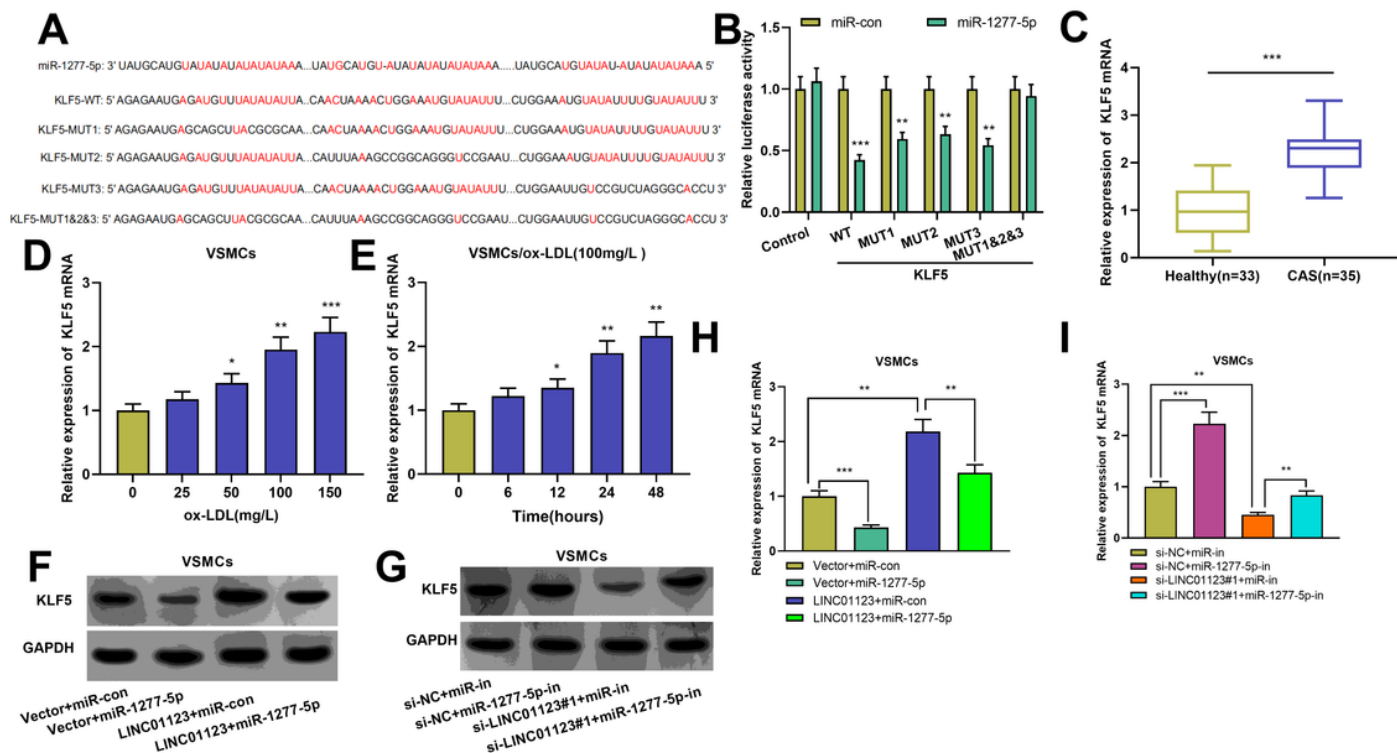 A
miR-1277-5p: 3' UAUGCAUGUAUAUAUAUAUAUAAA...UAUGCAUGU-AUAUAUAUAUAUAAA.....UAUGCAUGUAUAU-AUAUAUAUAAA 5'
KLF5-WT: 5' AGAGAAUGAGAUGUUUAUAUAUUA...CAACUAAAACUGGAAAUGUAUAUUU...CUGGAAAUGUAUAUUUUGUAUAUUU 3'
KLF5-MUT1: 5' AGAGAAUGAGCAGCUUACGCGCAA...CAACUAAAACUGGAAAUGUAUAUUU...CUGGAAAUGUAUAUUUUGUAUAUUU 3'
KLF5-MUT2: 5' AGAGAAUGAGAUGUUUAUAUAUUA...CAUUUAAAGCCGGCAGGGUCCGAAU...CUGGAAAUGUAUAUUUUGUAUAUUU 3'
KLF5-MUT3: 5' AGAGAAUGAGAUGUUUAUAUAUUA...CAACUAAAACUGGAAAUGUAUAUUU...CUGGAAUUGUCCGUCUAGGGCACCU 3'
KLF5-MUT1&2&3: 5' AGAGAAUGAGCAGCUUACGCGCAA...CAUUUAAAGCCGGCAGGGUCCGAAU...CUGGAAUUGUCCGUCUAGGGCACCU 3'
B
miR-con miR-1277-5p
Relative luciferase activity
1.5
1.0
0.5
0.0
*** ** ** **
Control WT MUT1 MUT2 MUT3 MUT1&2&3
KLF5
C
Relative expression of KLF5 mRNA
4
3
2
1
0
***
Healthy(n=33) CAS(n=35)
D
VSMCs
Relative expression of KLF5 mRNA
3
2
1
0
* ** ***
0 25 50 100 150
ox-LDL(mg/L)
E
VSMCs/ox-LDL(100mg/L )
Relative expression of KLF5 mRNA
3
2
1
0
* ** **
0 6 12 24 48
Time(hours)
F
VSMCs
KLF5
GAPDH
Vector+miR-con
Vector+miR-1277-5p
LINC01123+miR-con
LINC01123+miR-1277-5p
G
VSMCs
KLF5
GAPDH
si-NC+miR-in
si-NC+miR-1277-5p-in
si-LINC01123#1+miR-in
si-LINC01123#1+miR-1277-5p-in
H
VSMCs
Relative expression of KLF5 mRNA
3
2
1
0
** **
***
Vector+miR-con
Vector+miR-1277-5p
LINC01123+miR-con
LINC01123+miR-1277-5p
I
VSMCs
Relative expression of KLF5 mRNA
3
2
1
0
**
***
**
si-NC+miR-in
si-NC+miR-1277-5p-in
si-LINC01123#1+miR-in
si-LINC01123#1+miR-1277-5p-in